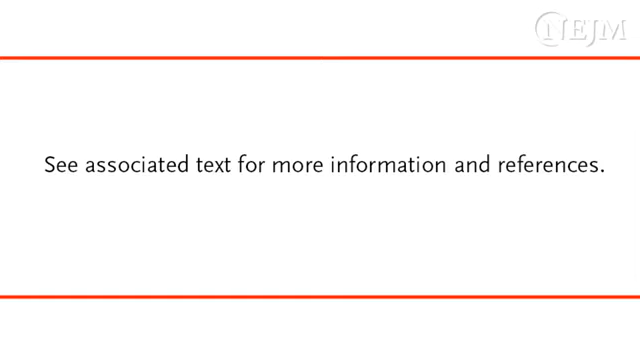 NEJM
See associated text for more information and references.